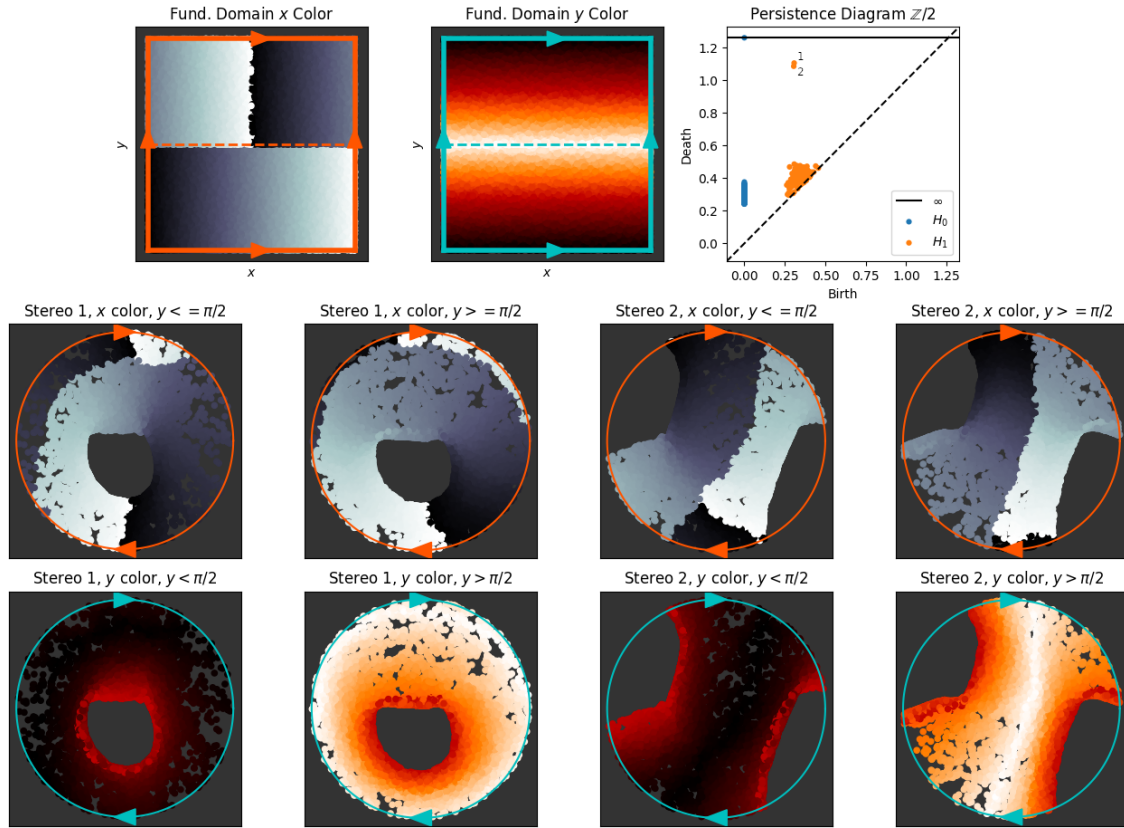 Fund. Domain x Color
y
x
Fund. Domain y Color
y
x
Persistence Diagram ℤ/2
Death
1.2
1.0
0.8
0.6
0.4
0.2
0.0
1
2
∞
H₀
H₁
0.00 0.25 0.50 0.75 1.00 1.25
Birth
Stereo 1, x color, y <= π/2
Stereo 1, x color, y >= π/2
Stereo 2, x color, y <= π/2
Stereo 2, x color, y >= π/2
Stereo 1, y color, y < π/2
Stereo 1, y color, y > π/2
Stereo 2, y color, y < π/2
Stereo 2, y color, y > π/2